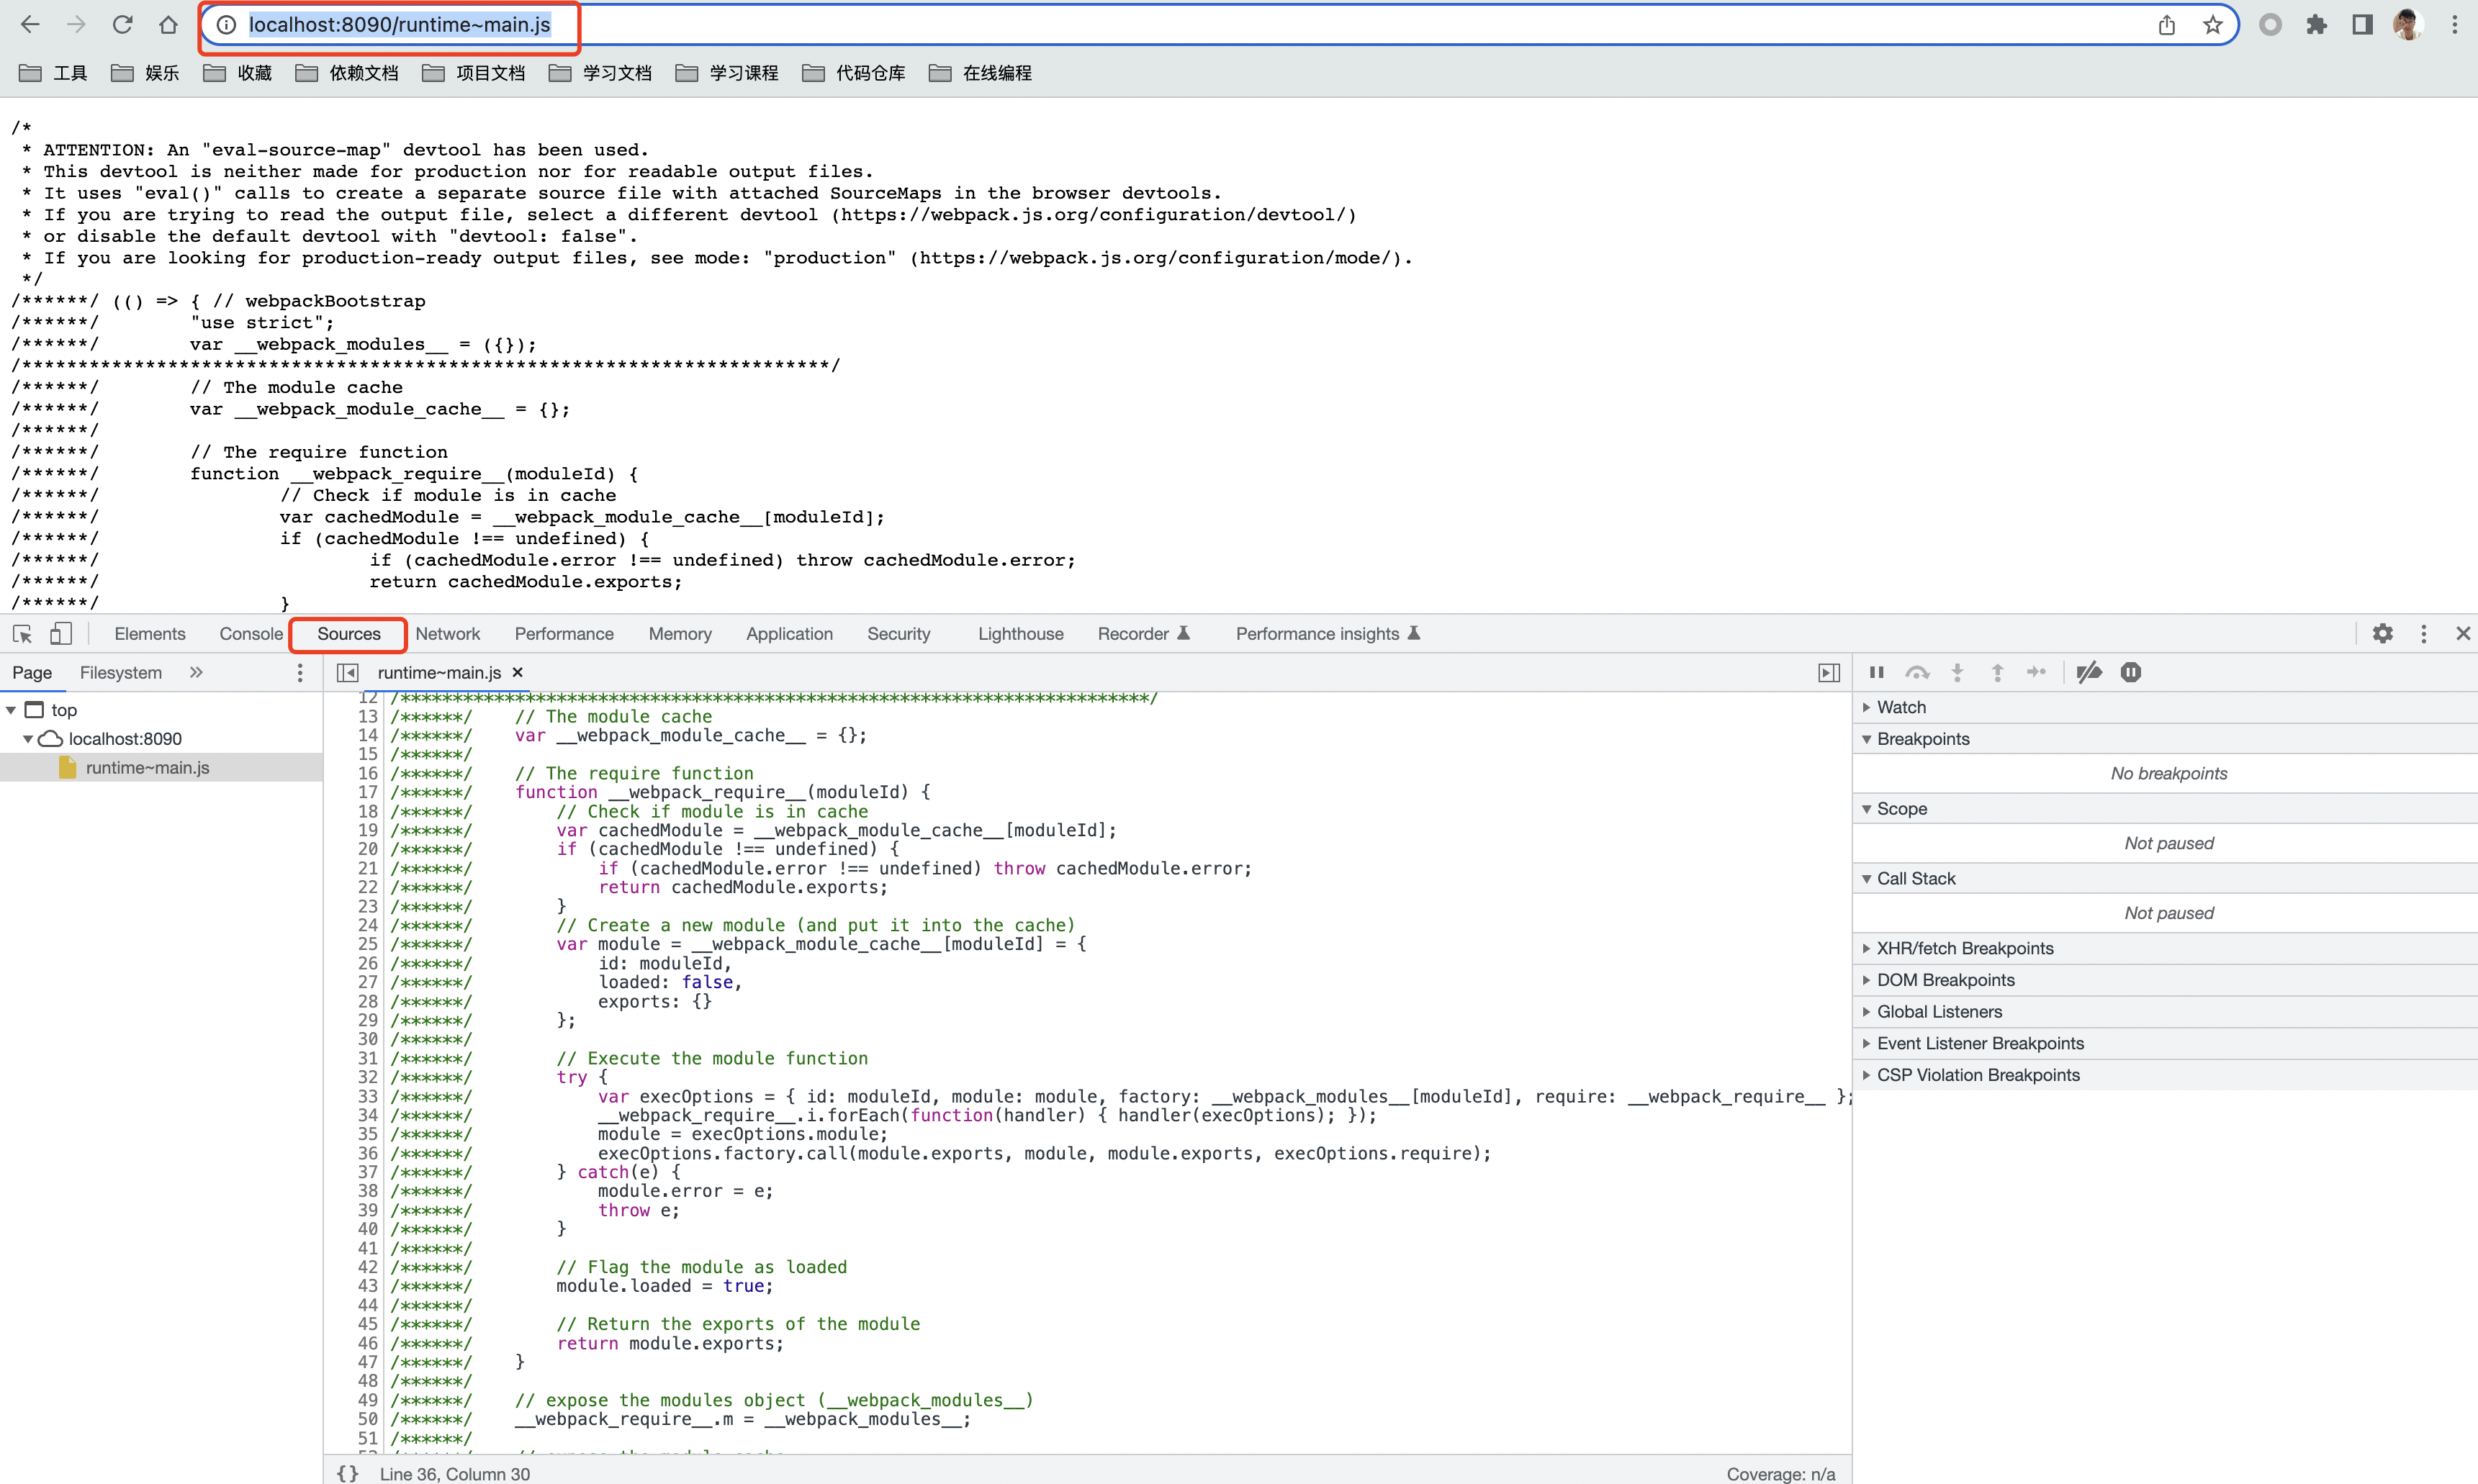 localhost:8090/runtime~main.js
工具 娱乐 收藏 依赖文档 项目文档 学习文档 学习课程 代码仓库 在线编程
/*
 * ATTENTION: An "eval-source-map" devtool has been used.
 * This devtool is neither made for production nor for readable output files.
 * It uses "eval()" calls to create a separate source file with attached SourceMaps in the browser devtools.
 * If you are trying to read the output file, select a different devtool (https://webpack.js.org/configuration/devtool/)
 * or disable the default devtool with "devtool: false".
 * If you are looking for production-ready output files, see mode: "production" (https://webpack.js.org/configuration/mode/).
 */
/******/ (() => { // webpackBootstrap
/******/ 	"use strict";
/******/ 	var __webpack_modules__ = ({});
/************************************************************************/
/******/ 	// The module cache
/******/ 	var __webpack_module_cache__ = {};
/******/
/******/ 	// The require function
/******/ 	function __webpack_require__(moduleId) {
/******/ 		// Check if module is in cache
/******/ 		var cachedModule = __webpack_module_cache__[moduleId];
/******/ 		if (cachedModule !== undefined) {
/******/ 			if (cachedModule.error !== undefined) throw cachedModule.error;
/******/ 			return cachedModule.exports;
/******/ 		}
Elements Console Sources Network Performance Memory Application Security Lighthouse Recorder Performance insights
Page Filesystem »
top
localhost:8090
runtime~main.js
runtime~main.js ×
12 /************************************************************************/
13 /******/ 	// The module cache
14 /******/ 	var __webpack_module_cache__ = {};
15 /******/
16 /******/ 	// The require function
17 /******/ 	function __webpack_require__(moduleId) {
18 /******/ 		// Check if module is in cache
19 /******/ 		var cachedModule = __webpack_module_cache__[moduleId];
20 /******/ 		if (cachedModule !== undefined) {
21 /******/ 			if (cachedModule.error !== undefined) throw cachedModule.error;
22 /******/ 			return cachedModule.exports;
23 /******/ 		}
24 /******/ 		// Create a new module (and put it into the cache)
25 /******/ 		var module = __webpack_module_cache__[moduleId] = {
26 /******/ 			id: moduleId,
27 /******/ 			loaded: false,
28 /******/ 			exports: {}
29 /******/ 		};
30 /******/
31 /******/ 		// Execute the module function
32 /******/ 		try {
33 /******/ 			var execOptions = { id: moduleId, module: module, factory: __webpack_modules__[moduleId], require: __webpack_require__ };
34 /******/ 			__webpack_require__.i.forEach(function(handler) { handler(execOptions); });
35 /******/ 			module = execOptions.module;
36 /******/ 			execOptions.factory.call(module.exports, module, module.exports, execOptions.require);
37 /******/ 		} catch(e) {
38 /******/ 			module.error = e;
39 /******/ 			throw e;
40 /******/ 		}
41 /******/
42 /******/ 		// Flag the module as loaded
43 /******/ 		module.loaded = true;
44 /******/
45 /******/ 		// Return the exports of the module
46 /******/ 		return module.exports;
47 /******/ 	}
48 /******/
49 /******/ 	// expose the modules object (__webpack_modules__)
50 /******/ 	__webpack_require__.m = __webpack_modules__;
51 /******/
{} Line 36, Column 30 Coverage: n/a
Watch
Breakpoints
No breakpoints
Scope
Not paused
Call Stack
Not paused
XHR/fetch Breakpoints
DOM Breakpoints
Global Listeners
Event Listener Breakpoints
CSP Violation Breakpoints